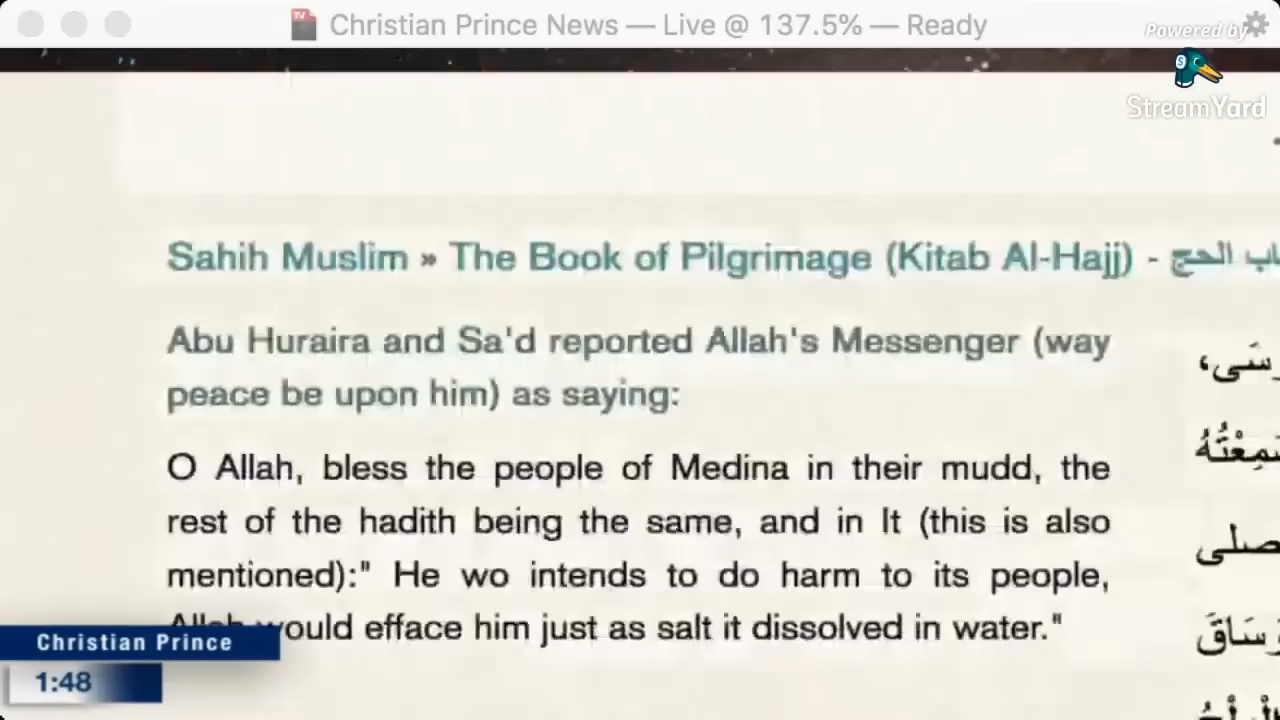 Christian Prince News — Live @ 137.5% — Ready
Powered by
StreamYard
Sahih Muslim » The Book of Pilgrimage (Kitab Al-Hajj) - اب الحج
Abu Huraira and Sa'd reported Allah's Messenger (way
peace be upon him) as saying:
O Allah, bless the people of Medina in their mudd, the
rest of the hadith being the same, and in It (this is also
mentioned):" He wo intends to do harm to its people,
Allah would efface him just as salt it dissolved in water."
صلى
Christian Prince
1:48